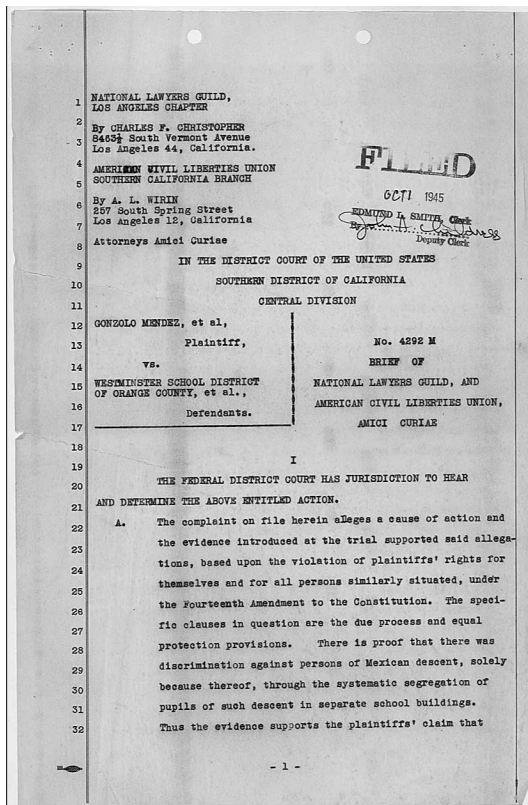 NATIONAL LAWYERS GUILD,
LOS ANGELES CHAPTER
By CHARLES F. CHRISTOPHER
8463½ South Vermont Avenue
Los Angeles 44, California.
AMERICAN CIVIL LIBERTIES UNION
SOUTHERN CALIFORNIA BRANCH
By A. L. WIRIN
257 South Spring Street
Los Angeles 12, California
Attorneys Amici Curiae
FILED
OCT 1 1945
EDMUND L. SMITH, Clerk
By John A. Childress
Deputy Clerk
IN THE DISTRICT COURT OF THE UNITED STATES
SOUTHERN DISTRICT OF CALIFORNIA
CENTRAL DIVISION
GONZOLO MENDEZ, et al,
Plaintiff,
vs.
WESTMINSTER SCHOOL DISTRICT
OF ORANGE COUNTY, et al.,
Defendants.
No. 4292 M
BRIEF OF
NATIONAL LAWYERS GUILD, AND
AMERICAN CIVIL LIBERTIES UNION,
AMICI CURIAE
I
THE FEDERAL DISTRICT COURT HAS JURISDICTION TO HEAR
AND DETERMINE THE ABOVE ENTITLED ACTION.
A. The complaint on file herein alleges a cause of action and
the evidence introduced at the trial supported said allega-
tions, based upon the violation of plaintiffs' rights for
themselves and for all persons similarly situated, under
the Fourteenth Amendment to the Constitution. The speci-
fic clauses in question are the due process and equal
protection provisions. There is proof that there was
discrimination against persons of Mexican descent, solely
because thereof, through the systematic segregation of
pupils of such descent in separate school buildings.
Thus the evidence supports the plaintiffs' claim that
- 1 -
1
2
3
4
5
6
7
8
9
10
11
12
13
14
15
16
17
18
19
20
21
22
23
24
25
26
27
28
29
30
31
32